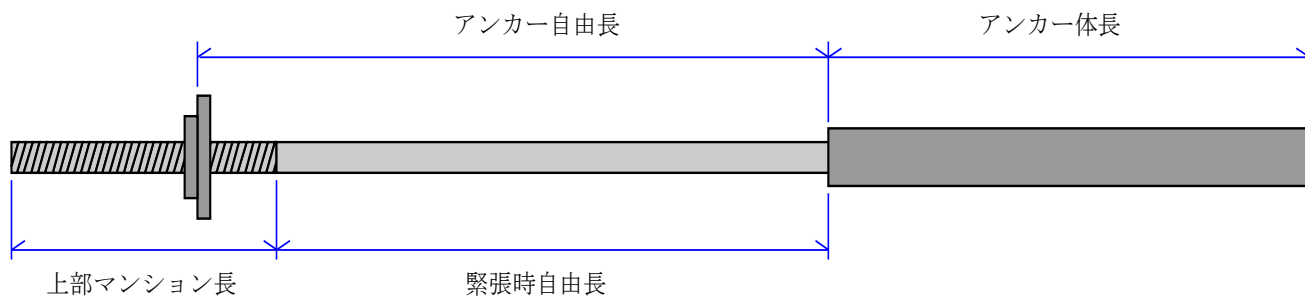 アンカー自由長
アンカー体長
上部マンション長
緊張時自由長